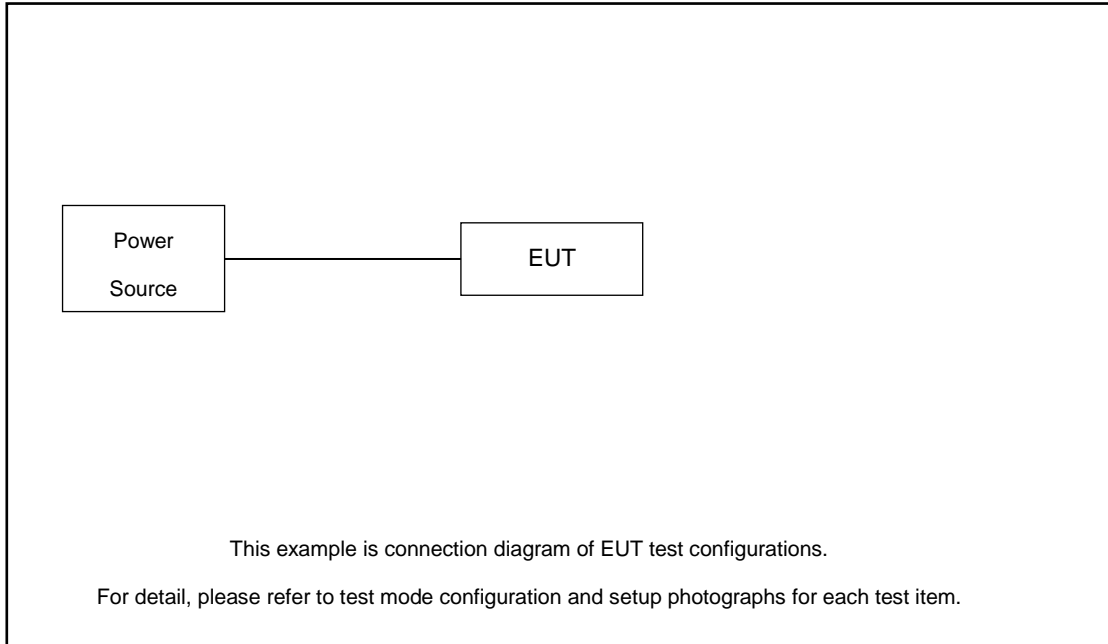 Power
Source
EUT
This example is connection diagram of EUT test configurations.
For detail, please refer to test mode configuration and setup photographs for each test item.